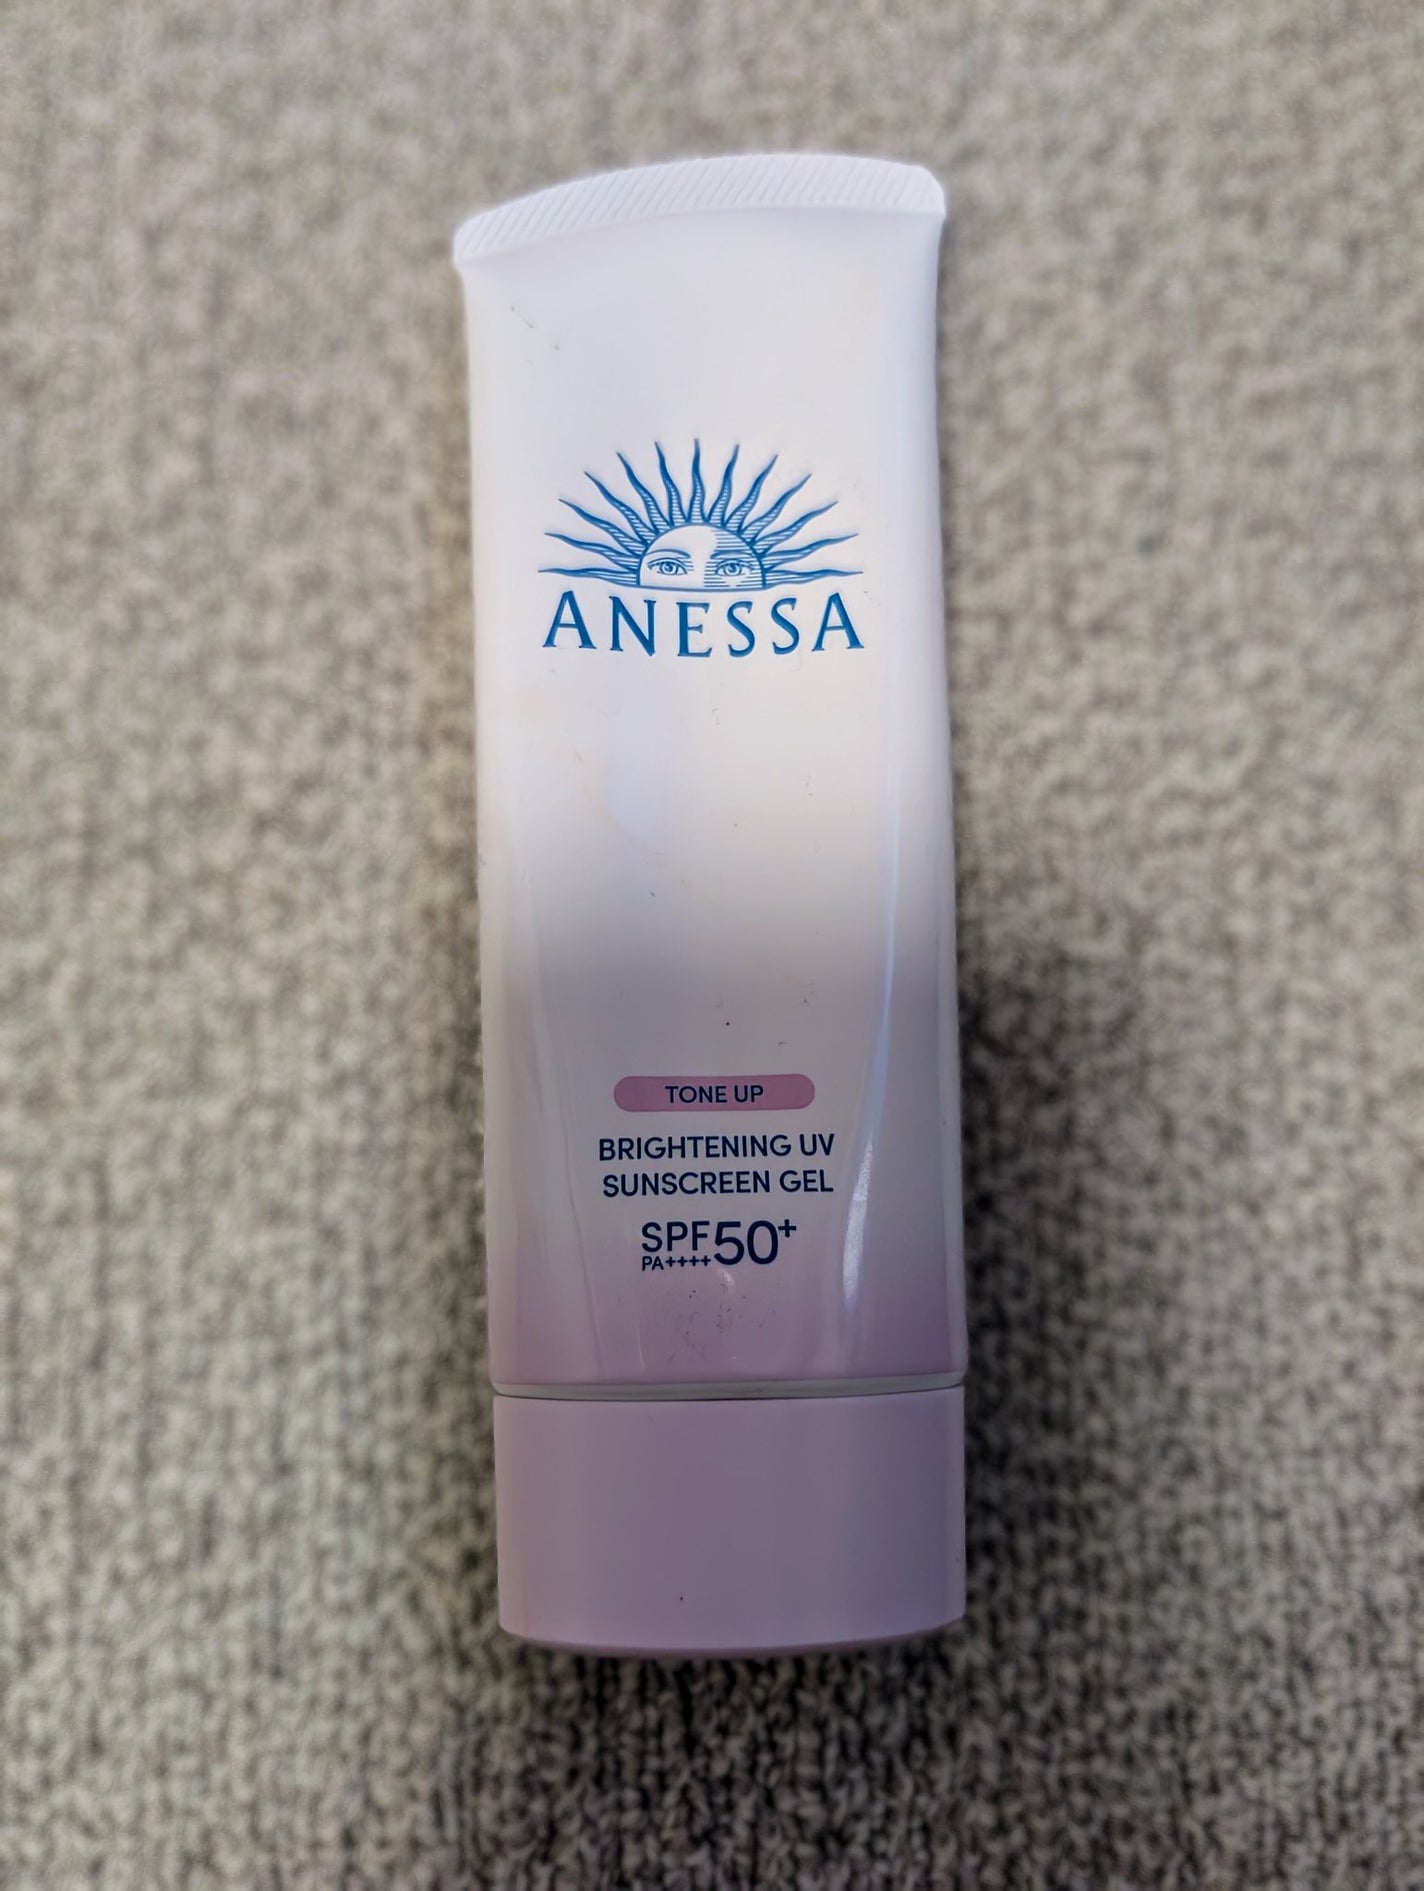 ANESSA
TONE UP
BRIGHTENING UV
SUNSCREEN GEL
SPF50+
PA++++